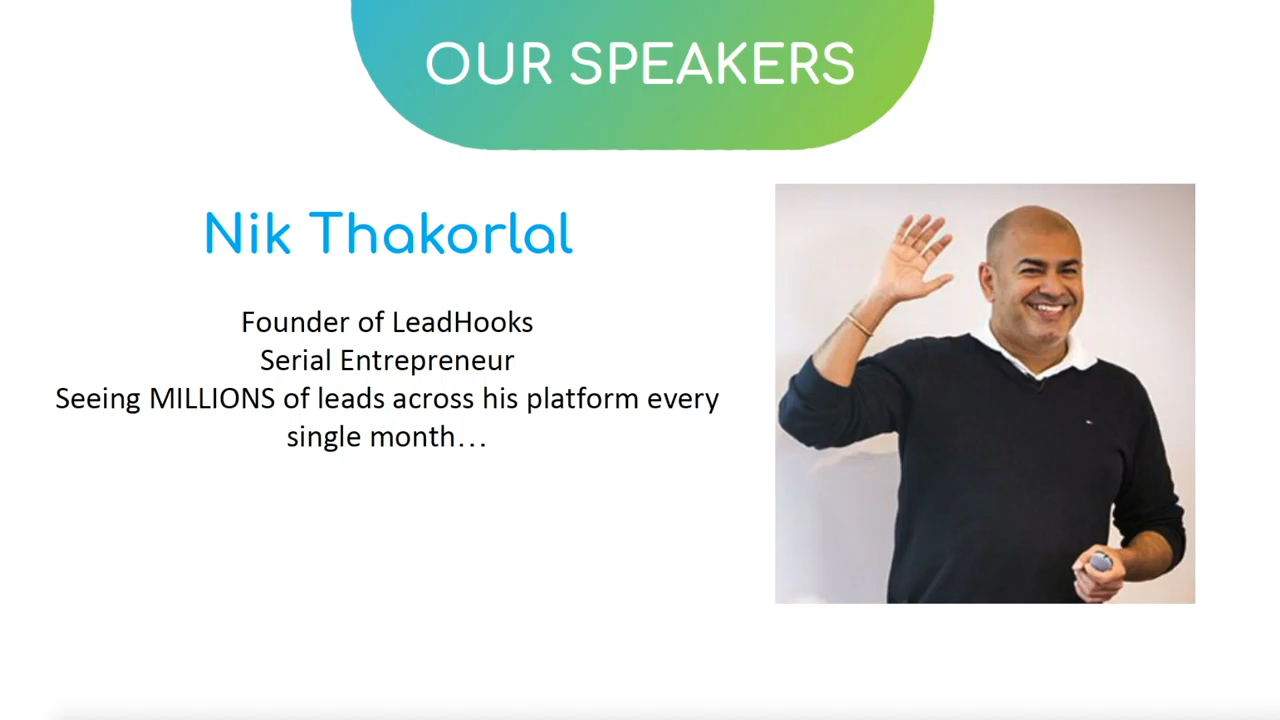 OUR SPEAKERS
Nik Thakorlal
Founder of LeadHooks
Serial Entrepreneur
Seeing MILLIONS of leads across his platform every
single month…